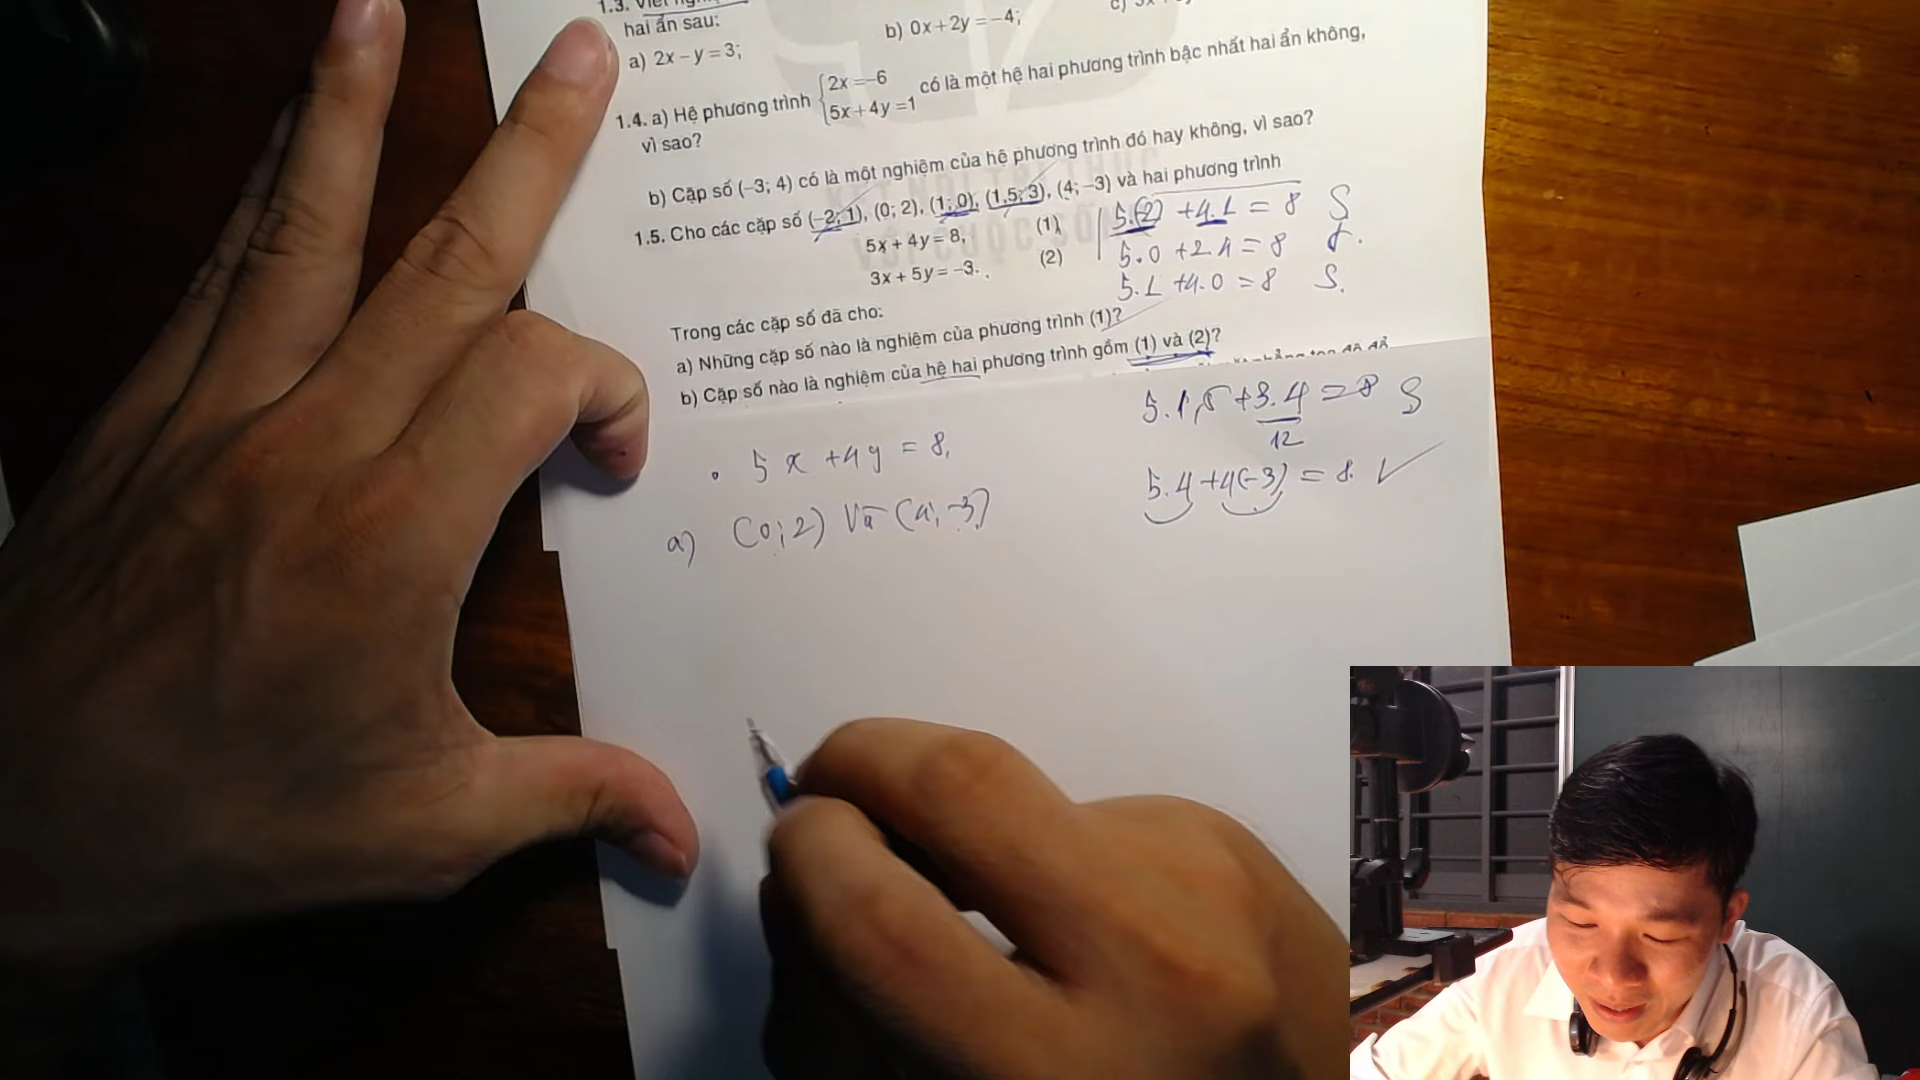 1.3. Viết
hai ẩn sau:
a) 2x − y = 3;
b) 0x + 2y = −4;
1.4. a) Hệ phương trình {2x = −6 5x + 4y = 1 có là một hệ hai phương trình bậc nhất hai ẩn không,
vì sao?
b) Cặp số (−3; 4) có là một nghiệm của hệ phương trình đó hay không, vì sao?
1.5. Cho các cặp số (−2; 1), (0; 2), (1; 0), (1,5; 3), (4; −3) và hai phương trình
5x + 4y = 8, (1)
3x + 5y = −3. (2)
Trong các cặp số đã cho:
a) Những cặp số nào là nghiệm của phương trình (1)?
b) Cặp số nào là nghiệm của hệ hai phương trình gồm (1) và (2)?
5.(2) + 4.1 = 8 S
5.0 + 2.4 = 8 đ.
5.1 + 4.0 = 8 S.
5.1,5 + 3.4 = 8 S
12
5.4 + 4(-3) = 8. ✓
5x + 4y = 8,
a) (0; 2) Và (4; -3)